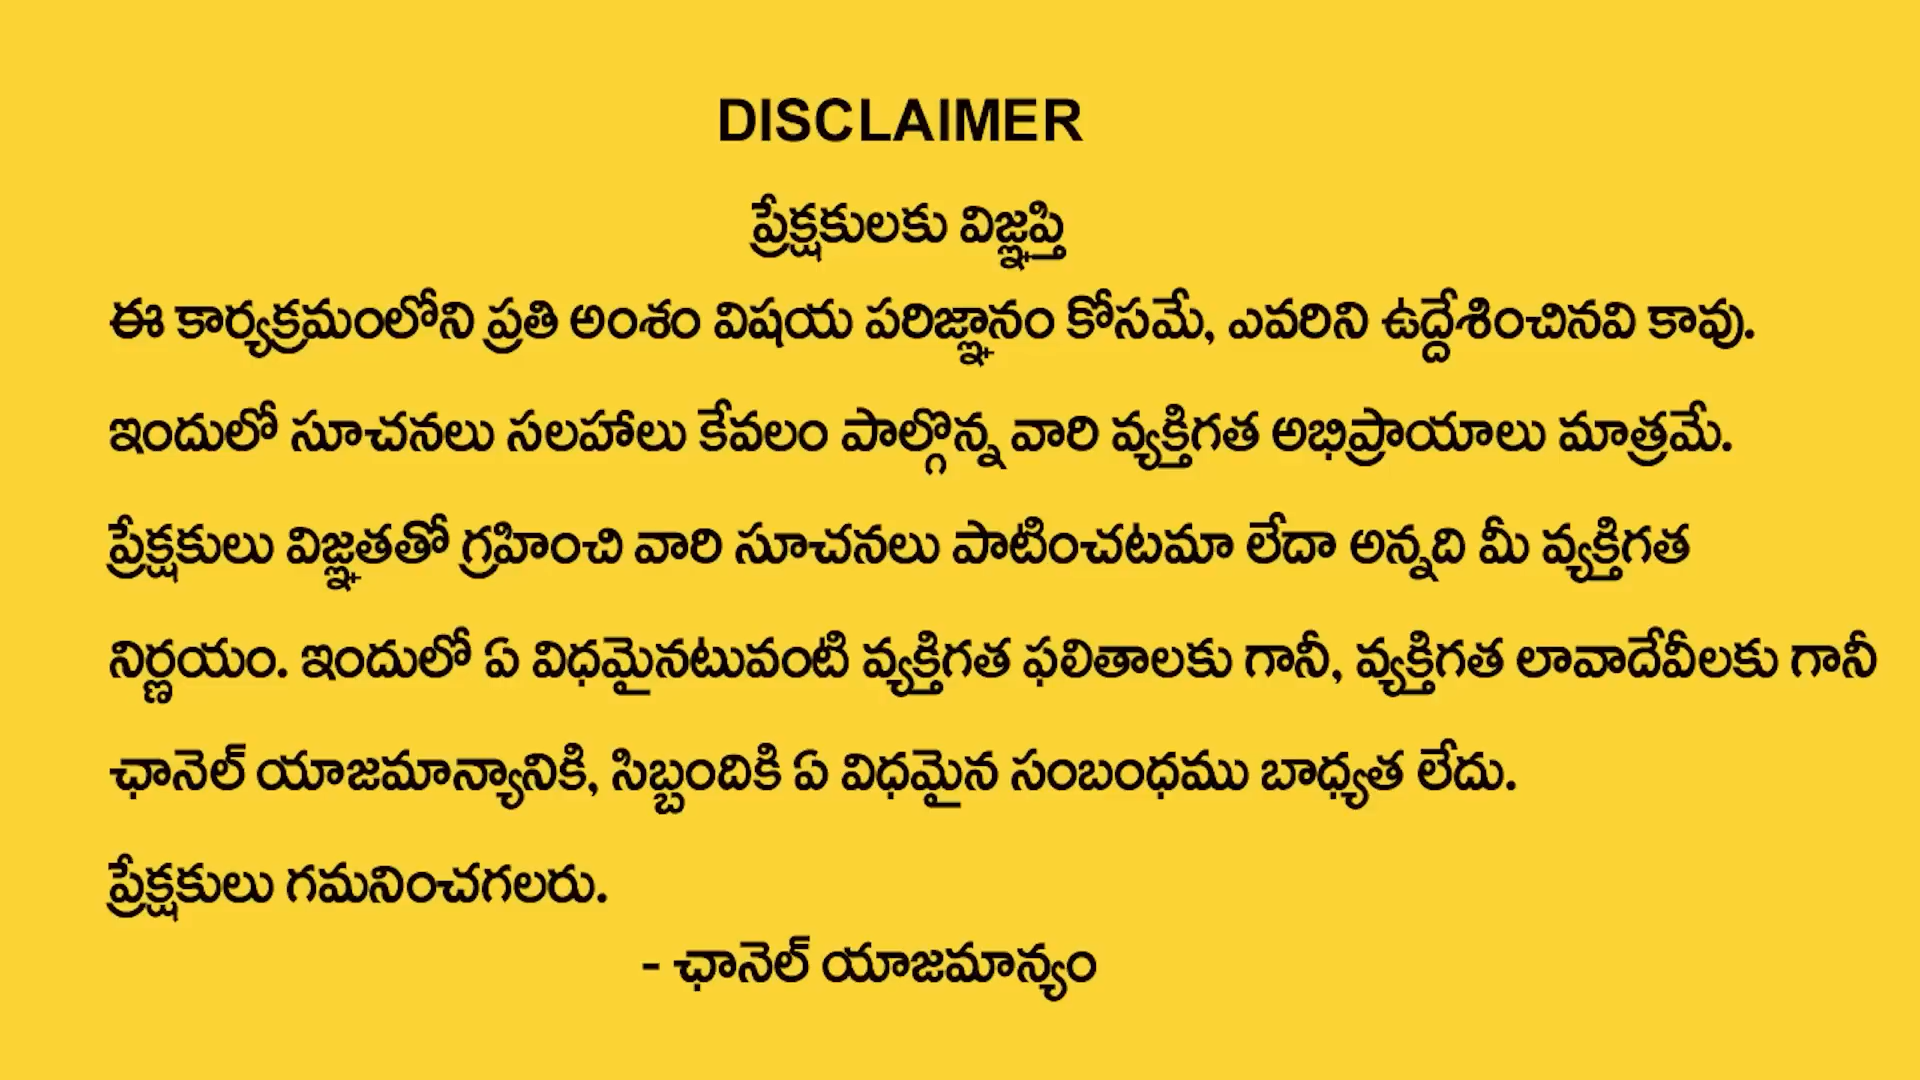 DISCLAIMER
ప్రేక్షకులకు విజ్ఞప్తి
ఈ కార్యక్రమంలోని ప్రతి అంశం విషయ పరిజ్ఞానం కోసమే, ఎవరిని ఉద్దేశించినవి కావు.
ఇందులో సూచనలు సలహాలు కేవలం పాల్గొన్న వారి వ్యక్తిగత అభిప్రాయాలు మాత్రమే.
ప్రేక్షకులు విజ్ఞతతో గ్రహించి వారి సూచనలు పాటించటమా లేదా అన్నది మీ వ్యక్తిగత
నిర్ణయం. ఇందులో ఏ విధమైనటువంటి వ్యక్తిగత ఫలితాలకు గానీ, వ్యక్తిగత లావాదేవీలకు గానీ
ఛానెల్ యాజమాన్యానికి, సిబ్బందికి ఏ విధమైన సంబంధము బాధ్యత లేదు.
ప్రేక్షకులు గమనించగలరు.
- ఛానెల్ యాజమాన్యం